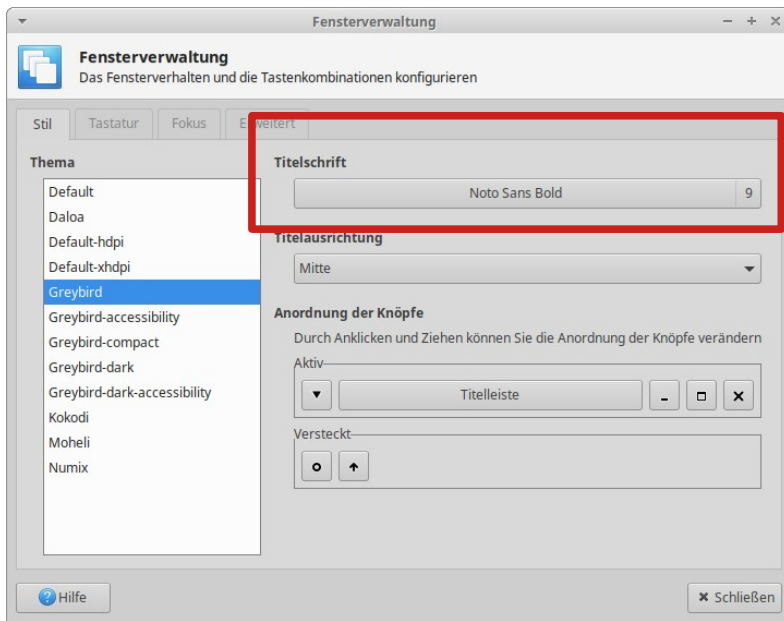 Fensterverwaltung
Fensterverwaltung
Das Fensterverhalten und die Tastenkombinationen konfigurieren
Stil
Tastatur
Fokus
Erweitert
Thema
Default
Daloa
Default-hdpi
Default-xhdpi
Greybird
Greybird-accessibility
Greybird-compact
Greybird-dark
Greybird-dark-accessibility
Kokodi
Moheli
Numix
Titelschrift
Noto Sans Bold 9
Titelausrichtung
Mitte
Anordnung der Knöpfe
Durch Anklicken und Ziehen können Sie die Anordnung der Knöpfe verändern
Aktiv
Titelleiste
Versteckt
Hilfe
Schließen